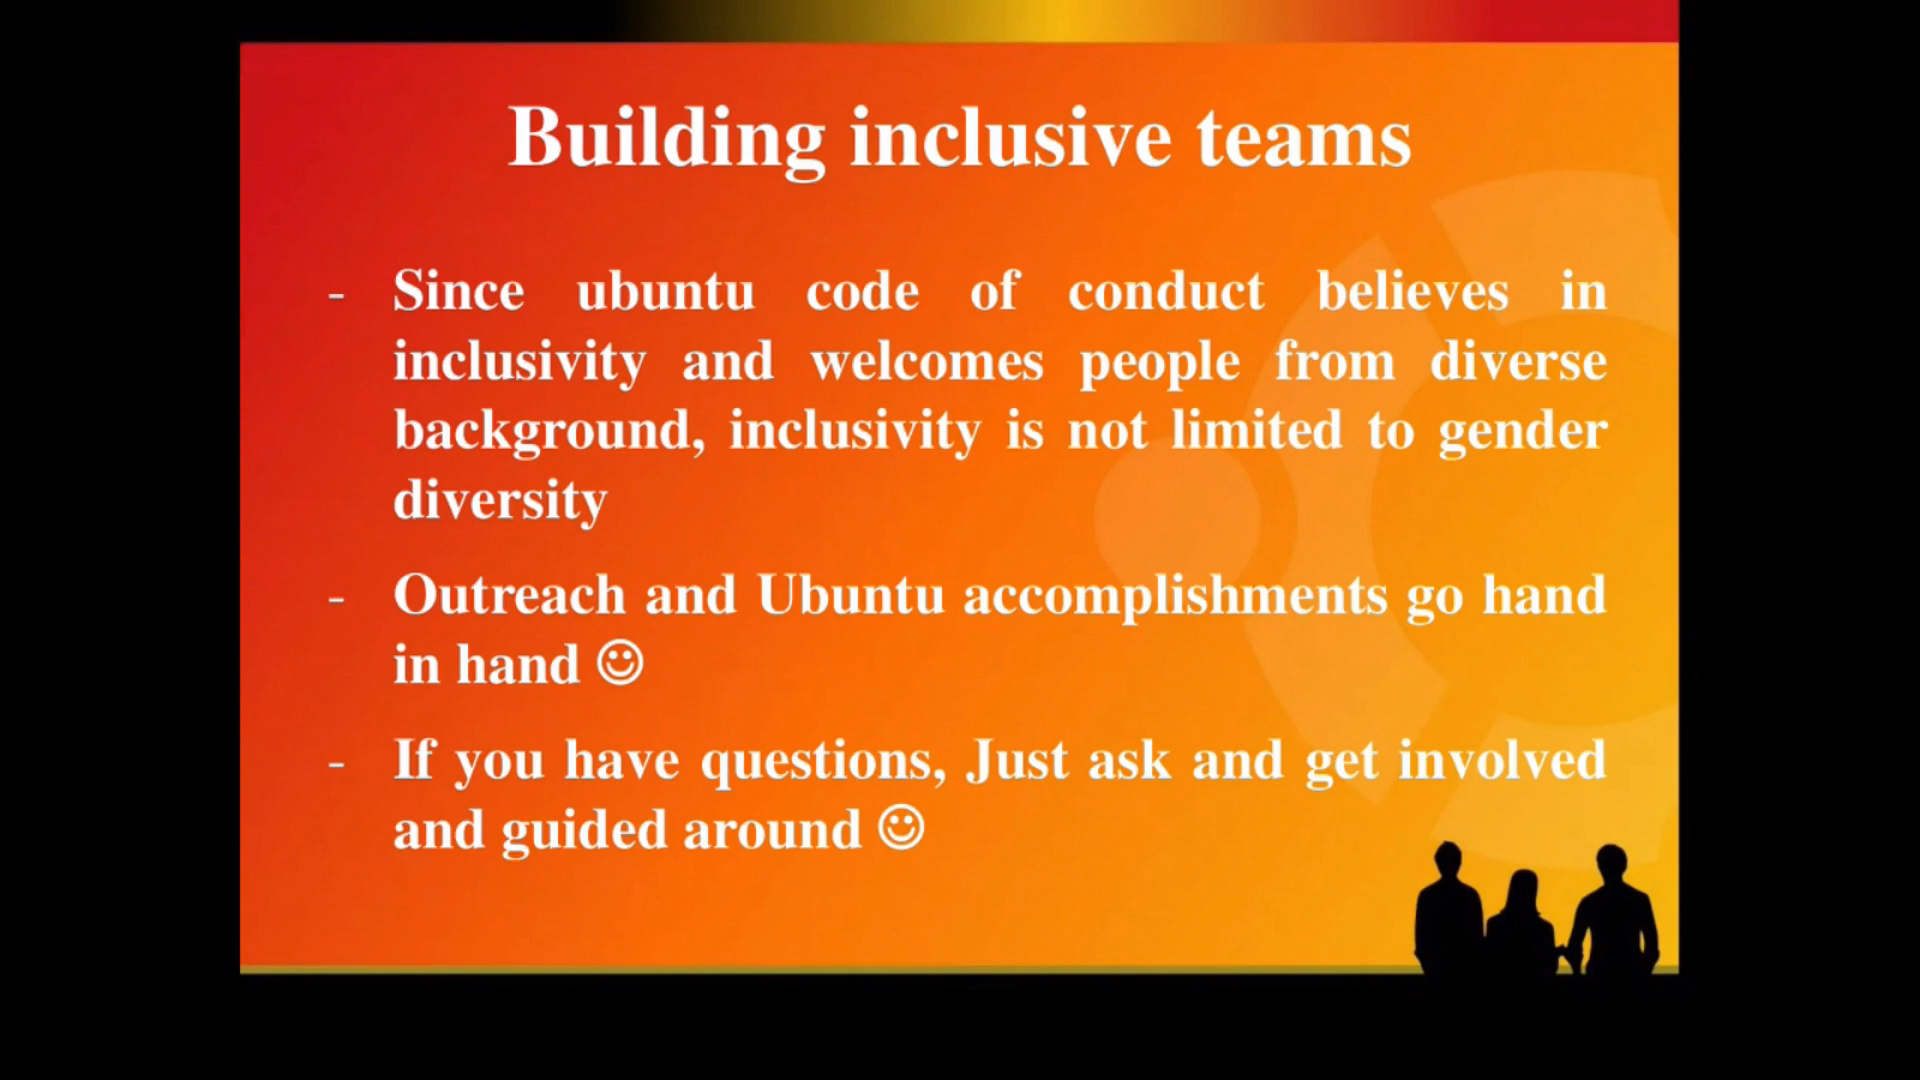 Building inclusive teams
- Since ubuntu code of conduct believes in
inclusivity and welcomes people from diverse
background, inclusivity is not limited to gender
diversity
- Outreach and Ubuntu accomplishments go hand
in hand ☺
- If you have questions, Just ask and get involved
and guided around ☺